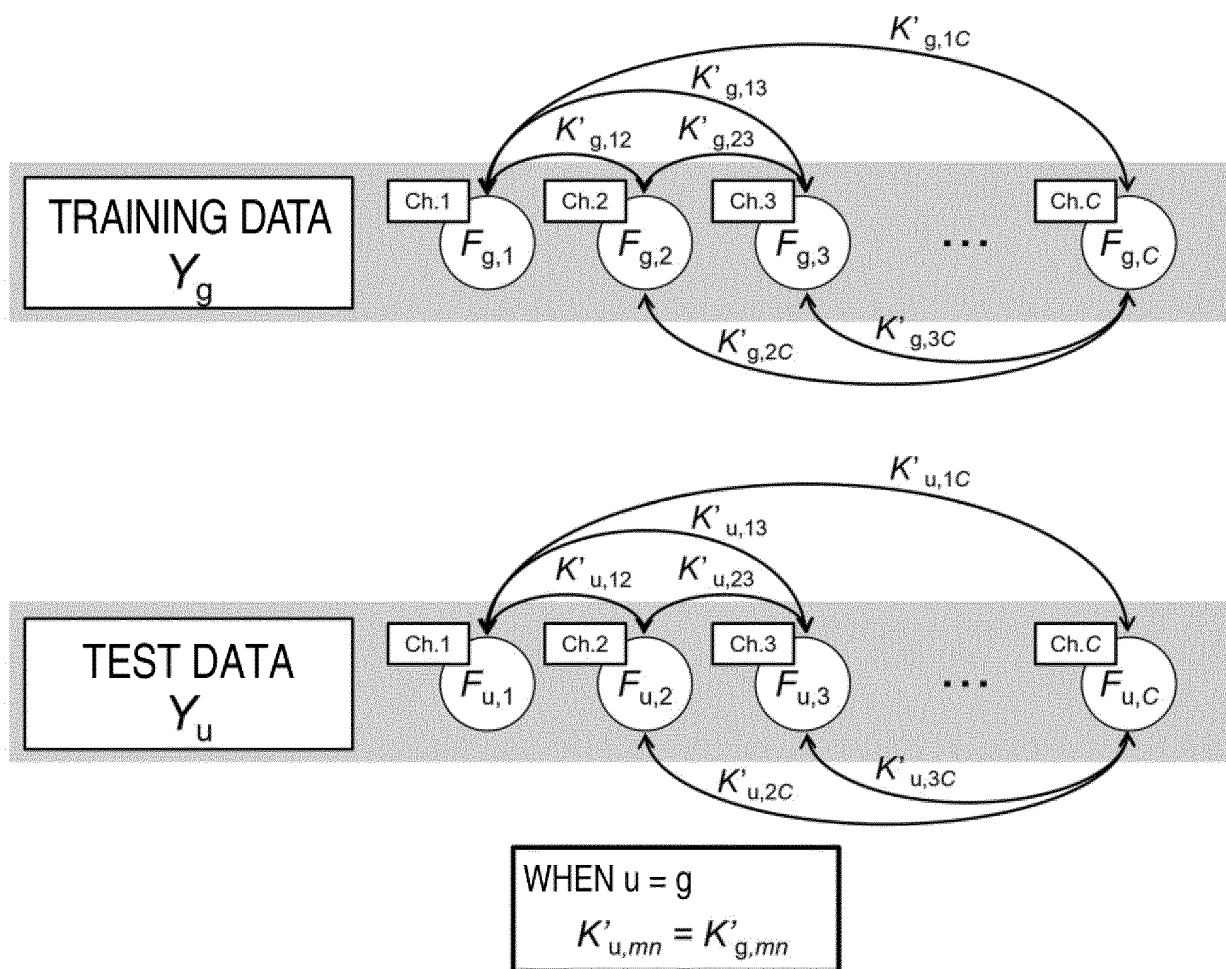 K'g,1C
K'g,13
K'g,12 K'g,23
TRAINING DATA
Yg
Ch.1 Ch.2 Ch.3 Ch.C
Fg,1 Fg,2 Fg,3 ... Fg,C
K'g,2C K'g,3C
K'u,1C
K'u,13
K'u,12 K'u,23
TEST DATA
Yu
Ch.1 Ch.2 Ch.3 Ch.C
Fu,1 Fu,2 Fu,3 ... Fu,C
K'u,2C K'u,3C
WHEN u = g
K'u,mn = K'g,mn